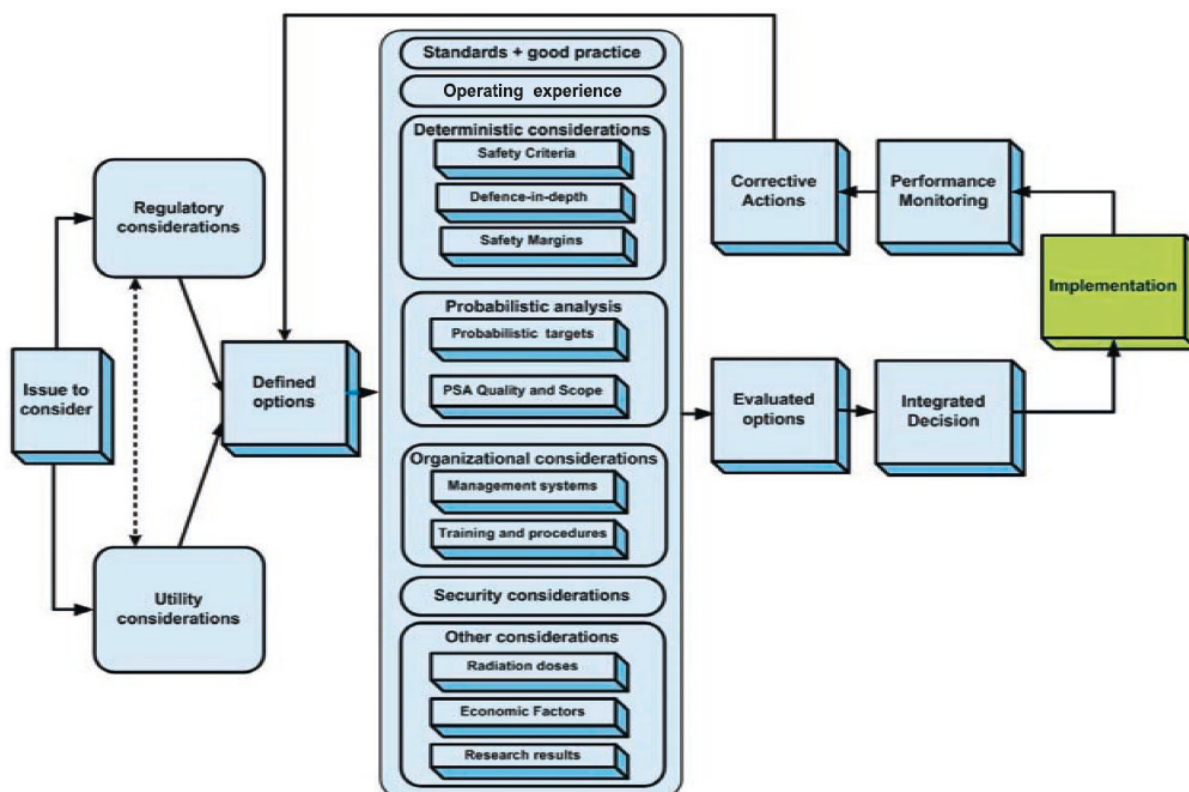 Standards + good practice
Operating experience
Deterministic considerations
Safety Criteria
Defence-in-depth
Safety Margins
Probabilistic analysis
Probabilistic targets
PSA Quality and Scope
Organizational considerations
Management systems
Training and procedures
Security considerations
Other considerations
Radiation doses
Economic Factors
Research results
Issue to
consider
Regulatory
considerations
Utility
considerations
Defined
options
Evaluated
options
Integrated
Decision
Implementation
Performance
Monitoring
Corrective
Actions